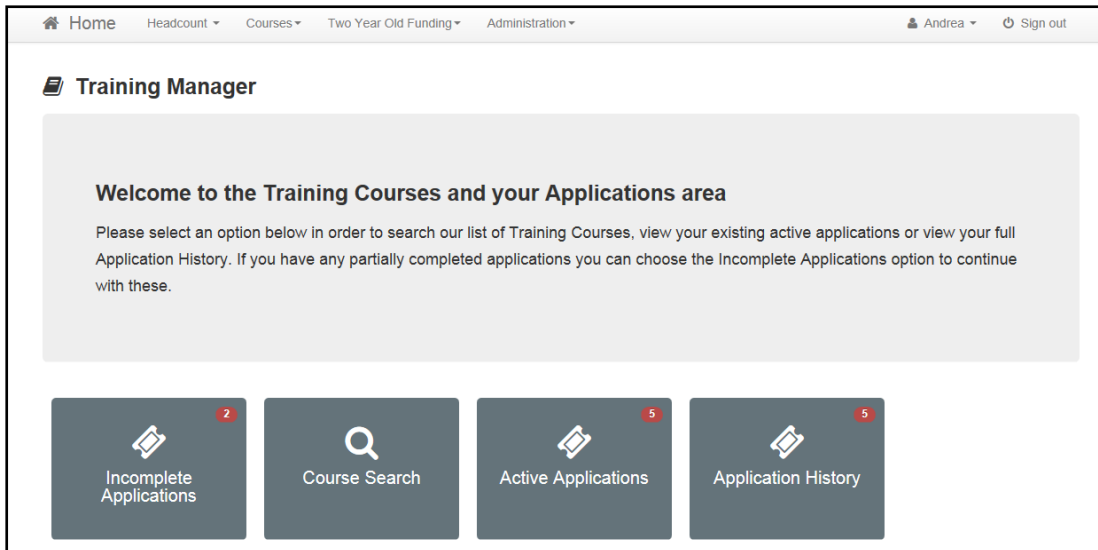 Home Headcount Courses Two Year Old Funding Administration Andrea Sign out
Training Manager
Welcome to the Training Courses and your Applications area
Please select an option below in order to search our list of Training Courses, view your existing active applications or view your full
Application History. If you have any partially completed applications you can choose the Incomplete Applications option to continue
with these.
2
Incomplete
Applications
Course Search
5
Active Applications
5
Application History